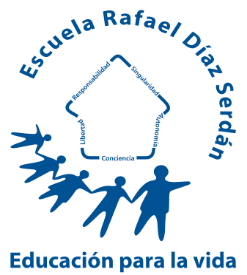 Escuela Rafael Díaz Serdán
Responsabilidad
Singularidad
Libertad
Autonomía
Conciencia
Educación para la vida